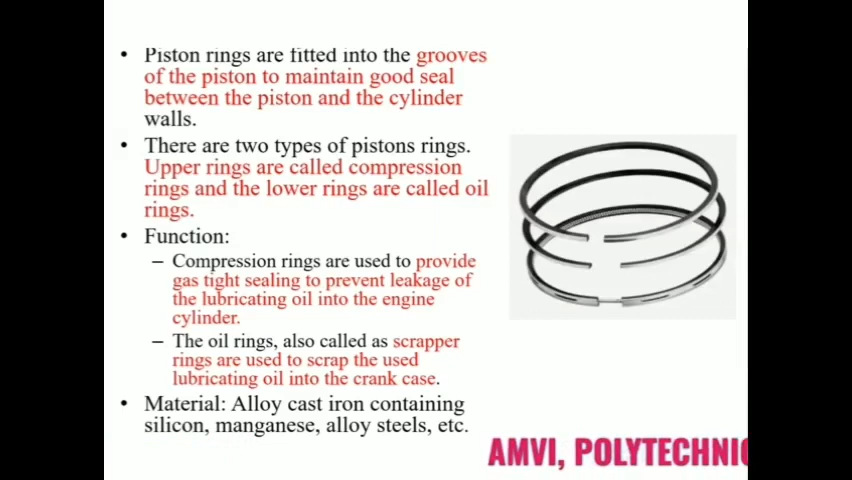 • Piston rings are fitted into the grooves
of the piston to maintain good seal
between the piston and the cylinder
walls.
• There are two types of pistons rings.
Upper rings are called compression
rings and the lower rings are called oil
rings.
• Function:
– Compression rings are used to provide
gas tight sealing to prevent leakage of
the lubricating oil into the engine
cylinder.
– The oil rings, also called as scrapper
rings are used to scrap the used
lubricating oil into the crank case.
• Material: Alloy cast iron containing
silicon, manganese, alloy steels, etc.
AMVI, POLYTECHNIC